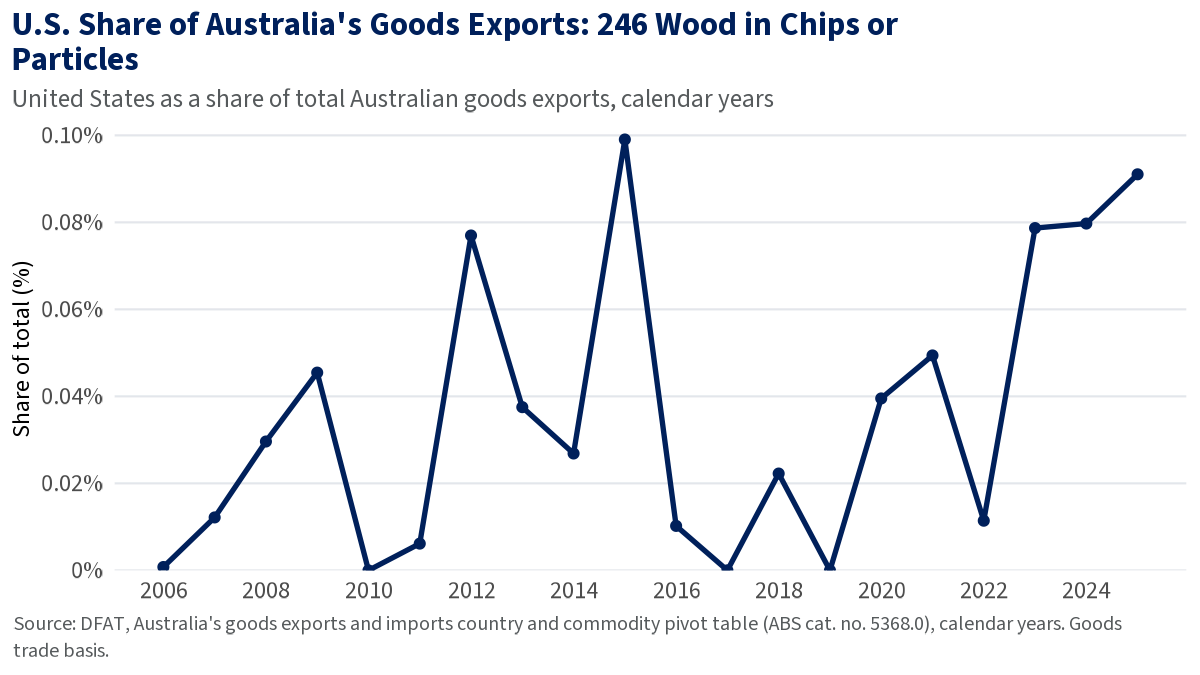 U.S. Share of Australia's Goods Exports: 246 Wood in Chips or
Particles
United States as a share of total Australian goods exports, calendar years
Share of total (%)
0.10%
0.08%
0.06%
0.04%
0.02%
0%
2006 2008 2010 2012 2014 2016 2018 2020 2022 2024
Source: DFAT, Australia's goods exports and imports country and commodity pivot table (ABS cat. no. 5368.0), calendar years. Goods
trade basis.